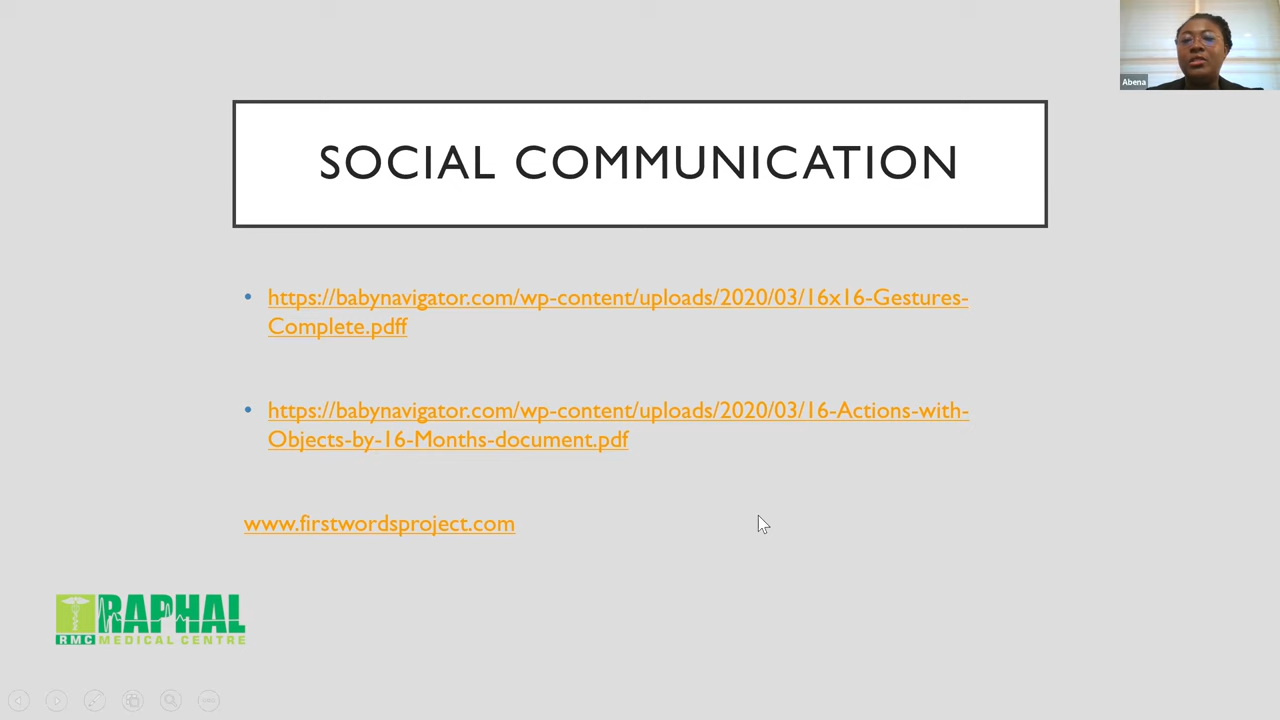 Abena
SOCIAL COMMUNICATION
• https://babynavigator.com/wp-content/uploads/2020/03/16x16-Gestures-
Complete.pdff
• https://babynavigator.com/wp-content/uploads/2020/03/16-Actions-with-
Objects-by-16-Months-document.pdf
www.firstwordsproject.com
RAPHAL
RMC MEDICAL CENTRE